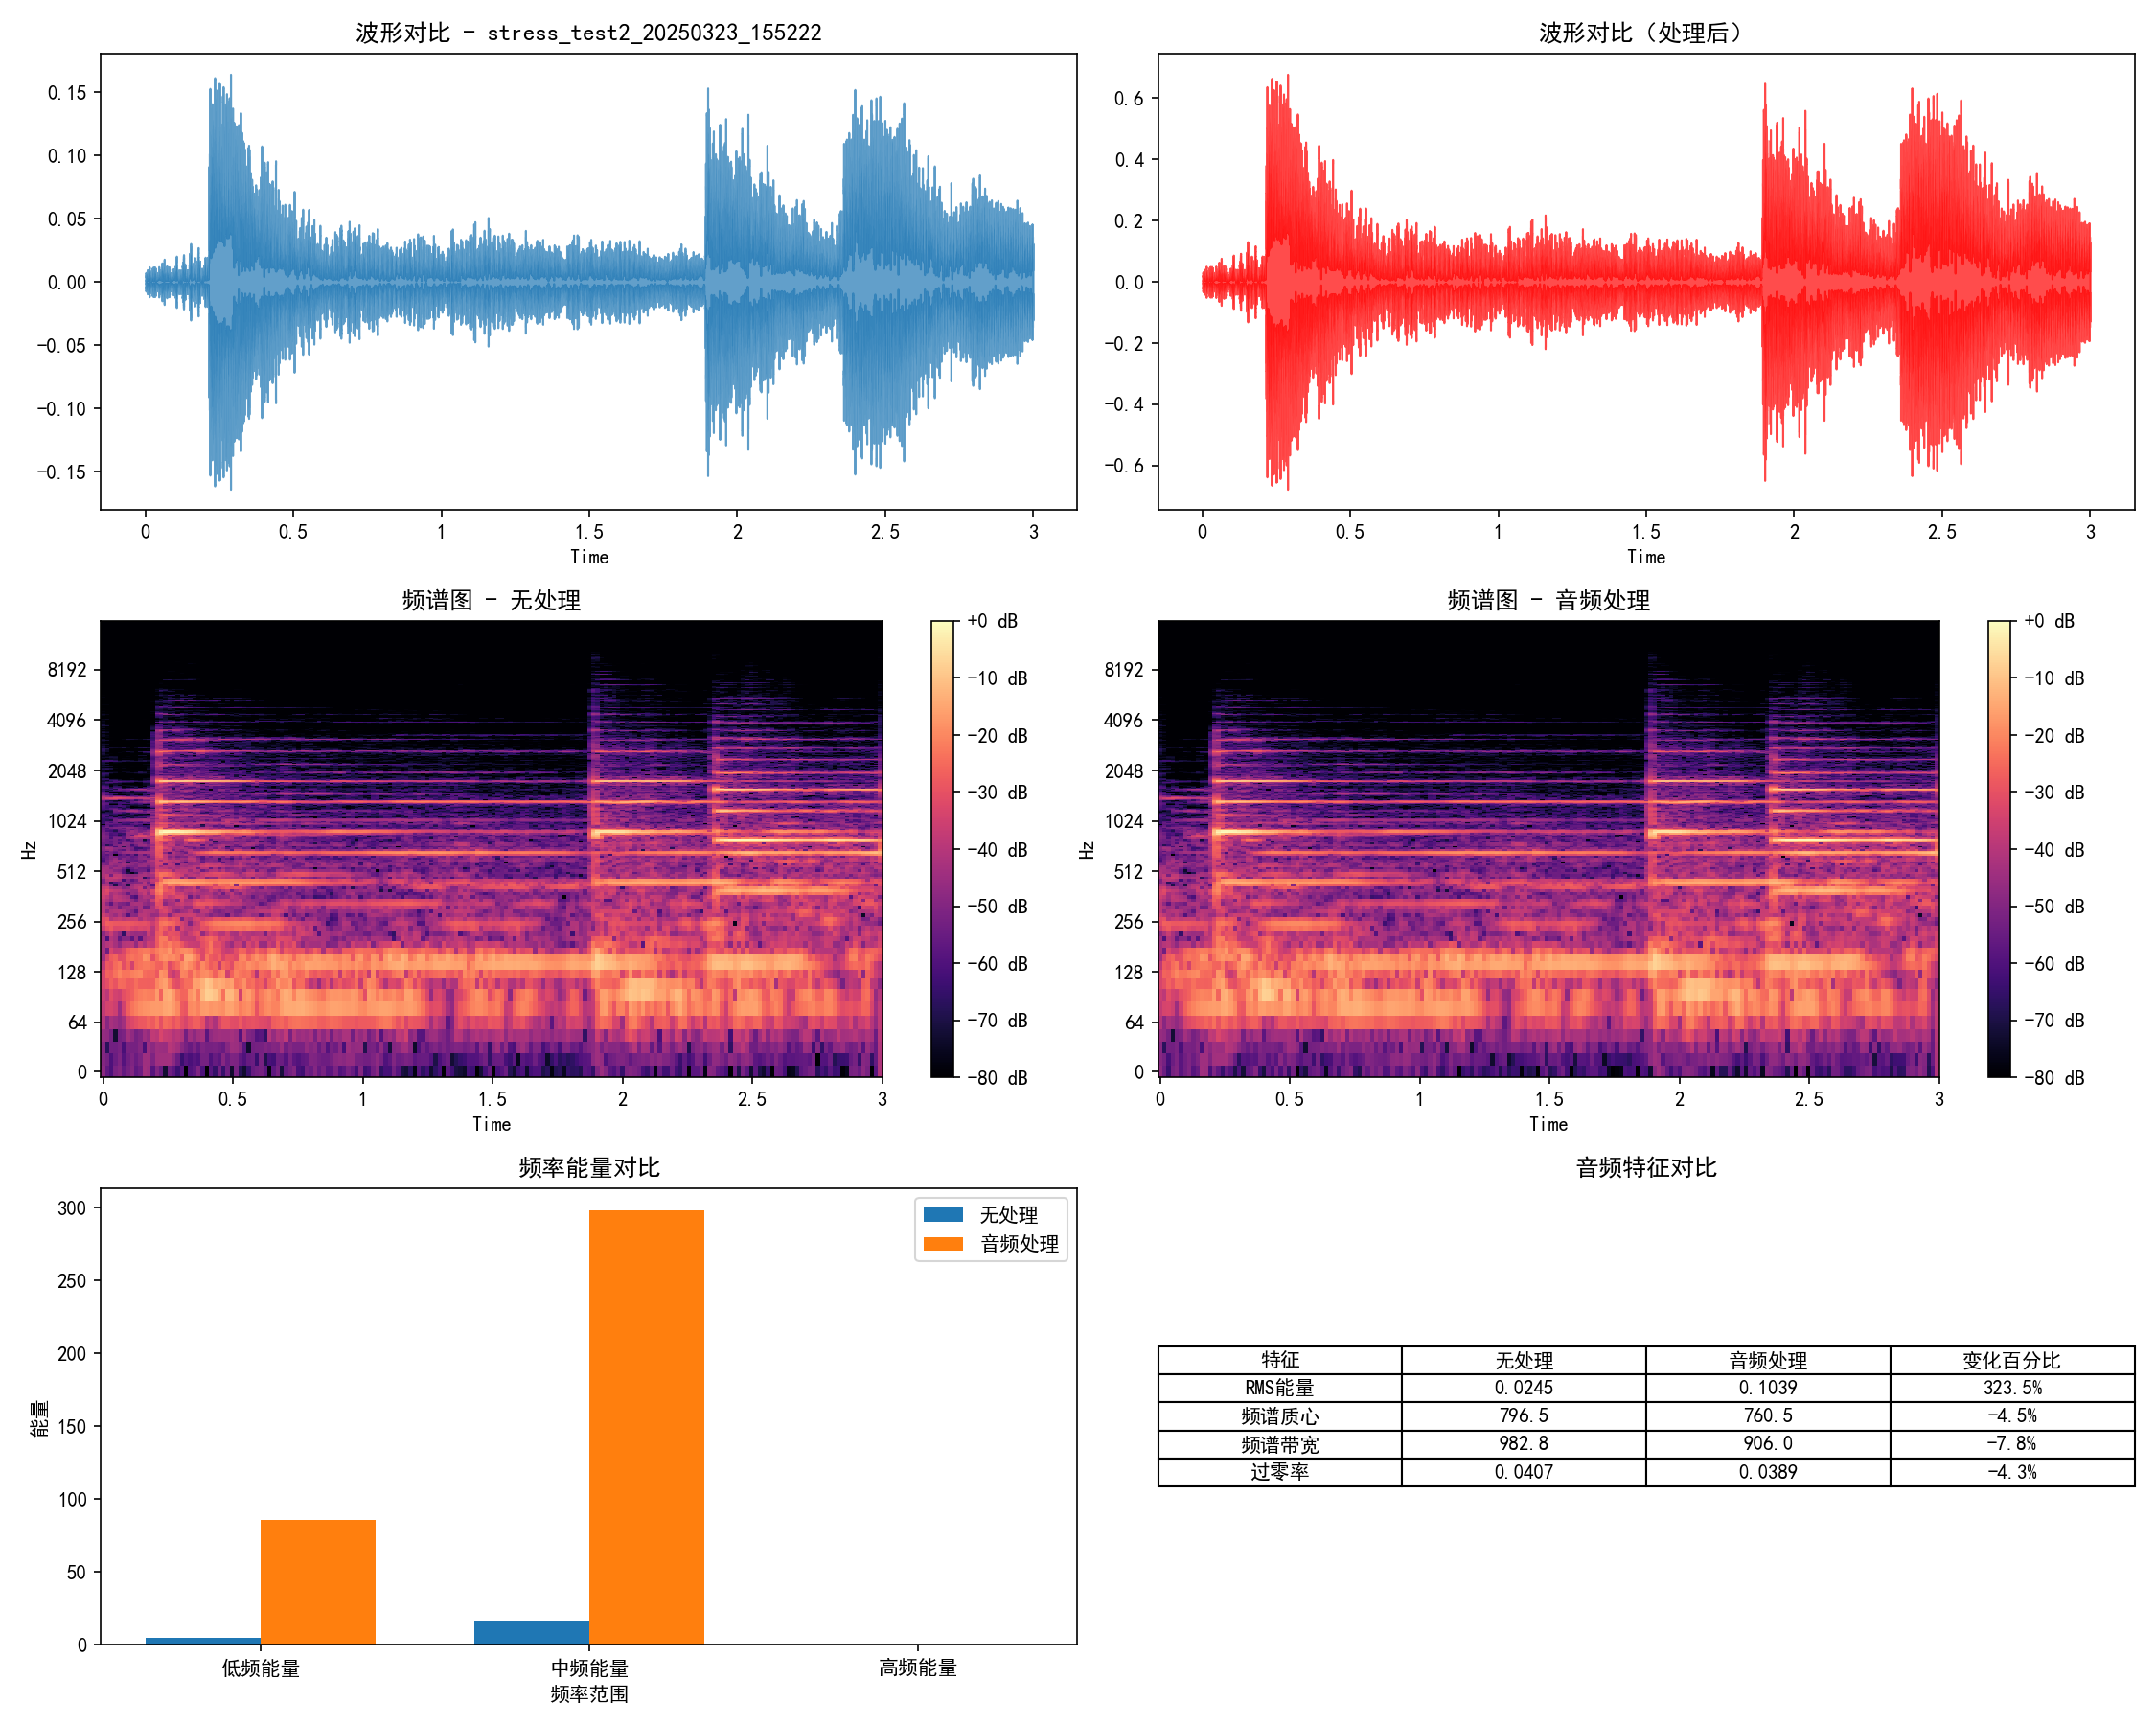 波形对比 - stress_test2_20250323_155222
0.15
0.10
0.05
0.00
-0.05
-0.10
-0.15
0 0.5 1 1.5 2 2.5 3
Time
波形对比（处理后）
0.6
0.4
0.2
0.0
-0.2
-0.4
-0.6
0 0.5 1 1.5 2 2.5 3
Time
频谱图 - 无处理
Hz
8192
4096
2048
1024
512
256
128
64
0
0 0.5 1 1.5 2 2.5 3
Time
+0 dB
-10 dB
-20 dB
-30 dB
-40 dB
-50 dB
-60 dB
-70 dB
-80 dB
频谱图 - 音频处理
Hz
8192
4096
2048
1024
512
256
128
64
0
0 0.5 1 1.5 2 2.5 3
Time
+0 dB
-10 dB
-20 dB
-30 dB
-40 dB
-50 dB
-60 dB
-70 dB
-80 dB
频率能量对比
能量
300
250
200
150
100
50
0
无处理
音频处理
低频能量 中频能量 高频能量
频率范围
音频特征对比
特征 无处理 音频处理 变化百分比
RMS能量 0.0245 0.1039 323.5%
频谱质心 796.5 760.5 -4.5%
频谱带宽 982.8 906.0 -7.8%
过零率 0.0407 0.0389 -4.3%